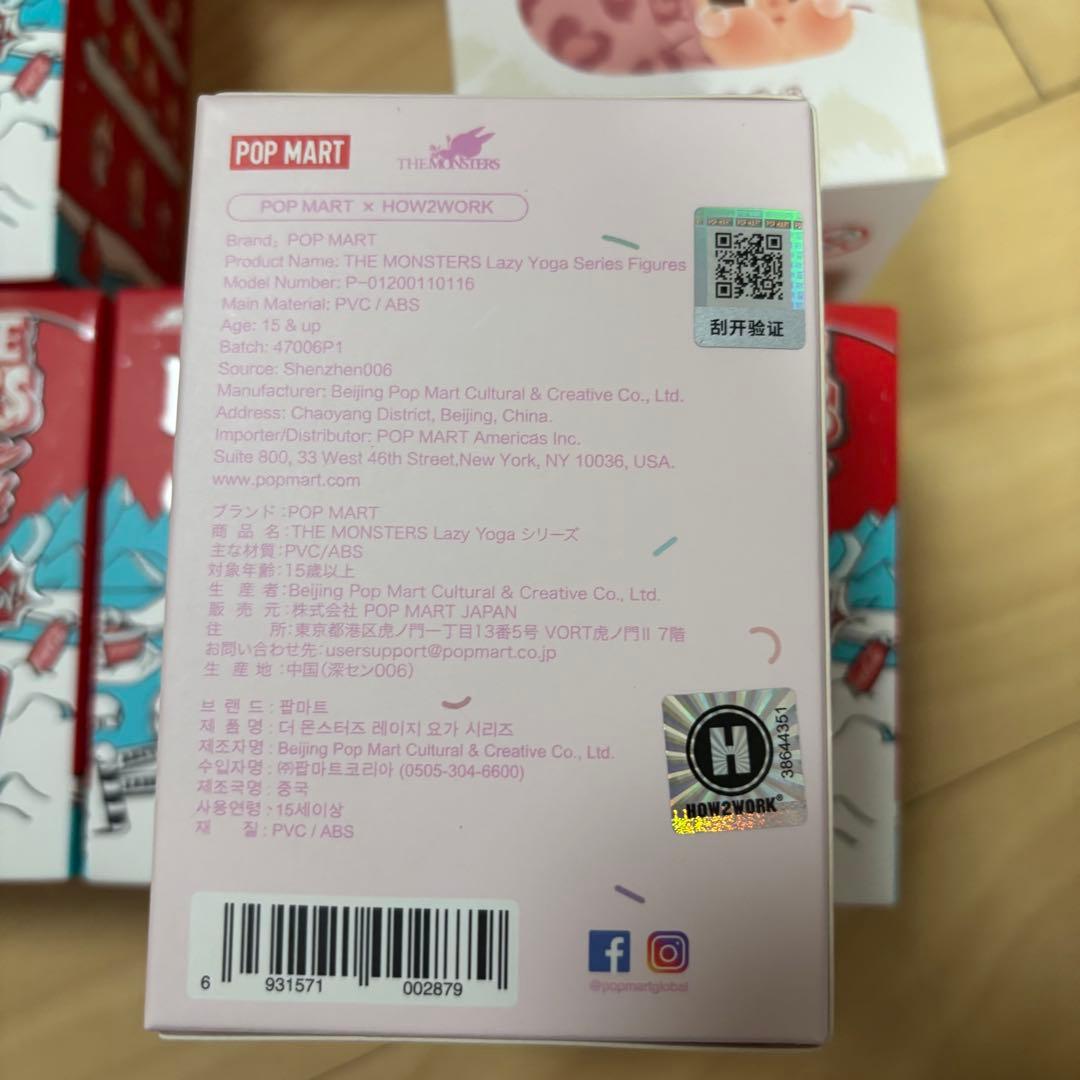 POP MART
THE MONSTERS
POP MART × HOW2WORK
Brand: POP MART
Product Name: THE MONSTERS Lazy Yoga Series Figures
Model Number: P-01200110116
Main Material: PVC / ABS
Age: 15 & up
Batch: 47006P1
Source: Shenzhen006
Manufacturer: Beijing Pop Mart Cultural & Creative Co., Ltd.
Address: Chaoyang District, Beijing, China.
Importer/Distributor: POP MART Americas Inc.
Suite 800, 33 West 46th Street,New York, NY 10036, USA.
www.popmart.com
刮开验证
ブランド:POP MART
商品名:THE MONSTERS Lazy Yoga シリーズ
主な材質:PVC/ABS
対象年齢:15歳以上
生産者:Beijing Pop Mart Cultural & Creative Co., Ltd.
販売元:株式会社 POP MART JAPAN
住所:東京都港区虎ノ門一丁目13番5号 VORT虎ノ門II 7階
お問い合わせ先:usersupport@popmart.co.jp
生産地:中国(深セン006)
브랜드 : 팝마트
제품명 : 더 몬스터즈 레이지 요가 시리즈
제조자명 : Beijing Pop Mart Cultural & Creative Co., Ltd.
수입자명 : ㈜팝마트코리아 (0505-304-6600)
제조국명 : 중국
사용연령 : 15세이상
재질 : PVC / ABS
H
HOW2WORK®
38644351
6 931571 002879
@popmartglobal